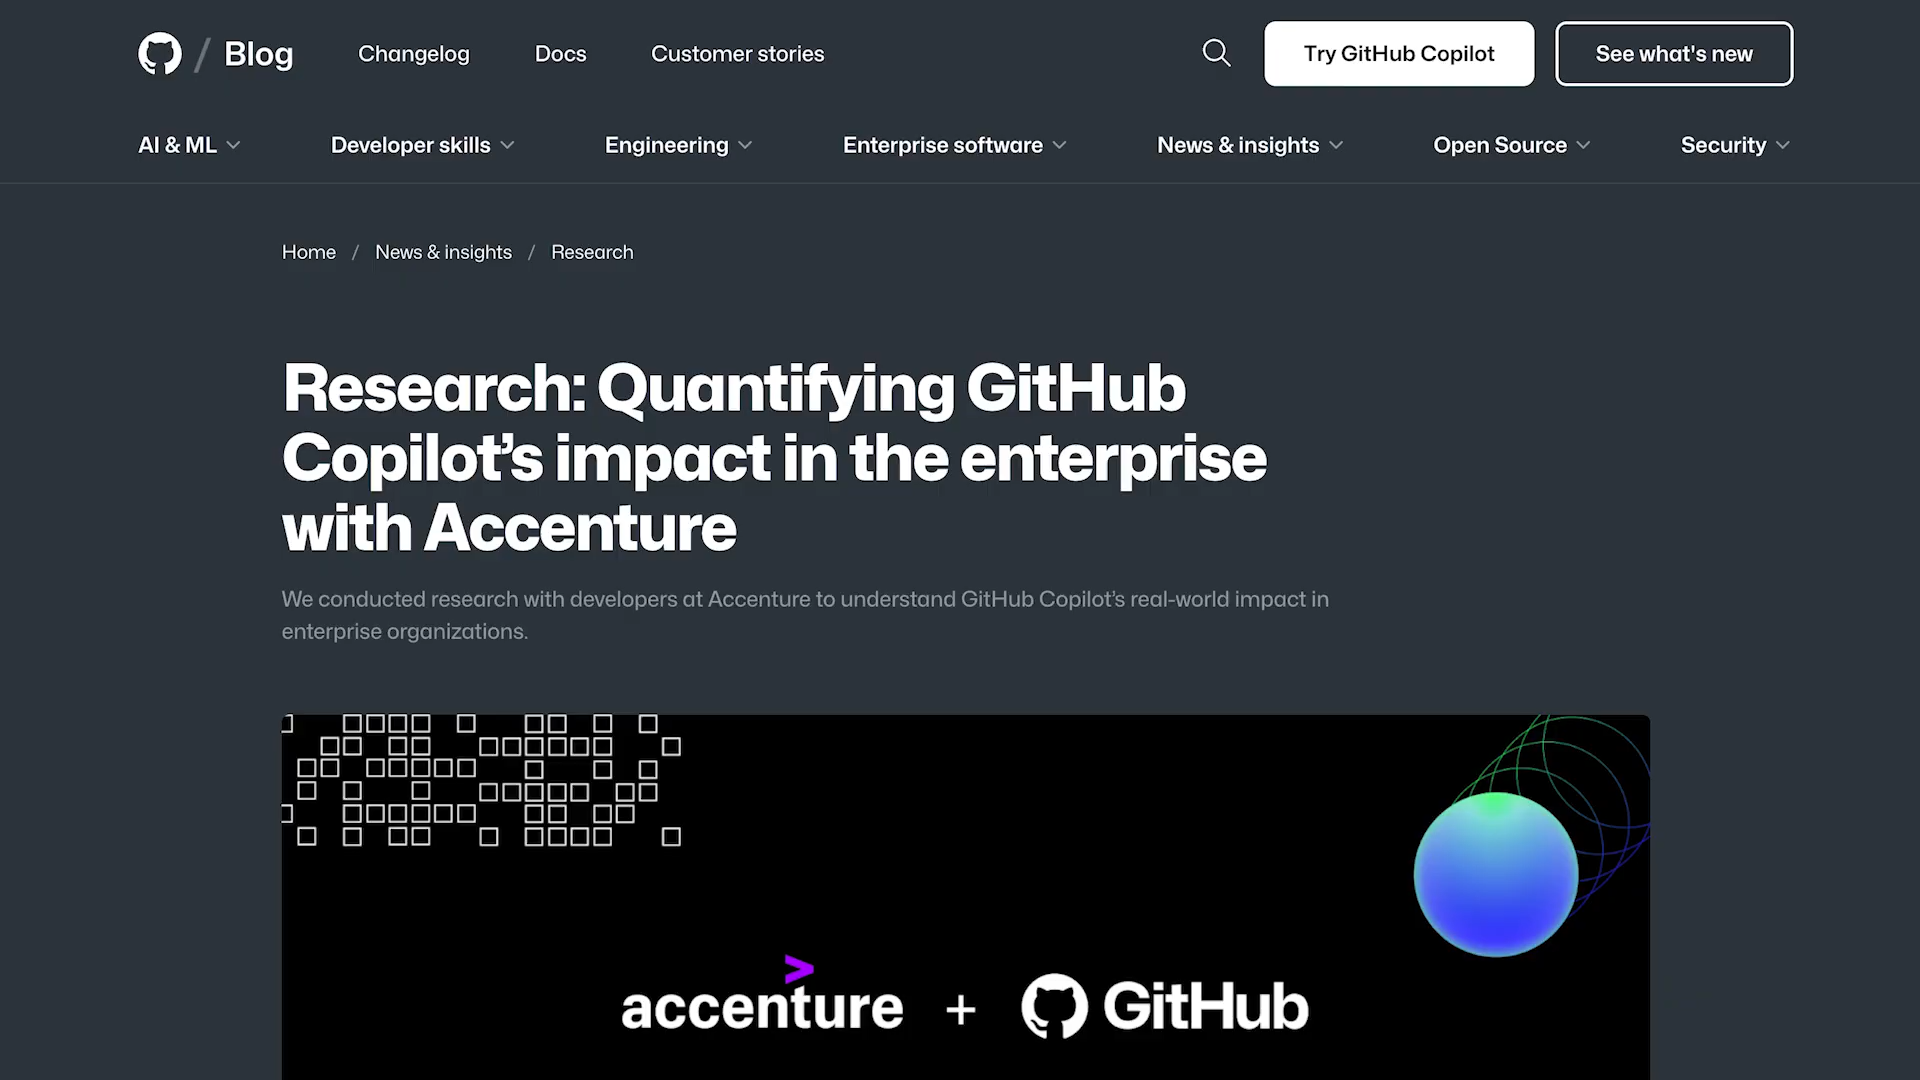 / Blog Changelog Docs Customer stories Try GitHub Copilot See what's new
AI & ML Developer skills Engineering Enterprise software News & insights Open Source Security
Home / News & insights / Research
Research: Quantifying GitHub
Copilot’s impact in the enterprise
with Accenture
We conducted research with developers at Accenture to understand GitHub Copilot’s real-world impact in
enterprise organizations.
accenture + GitHub